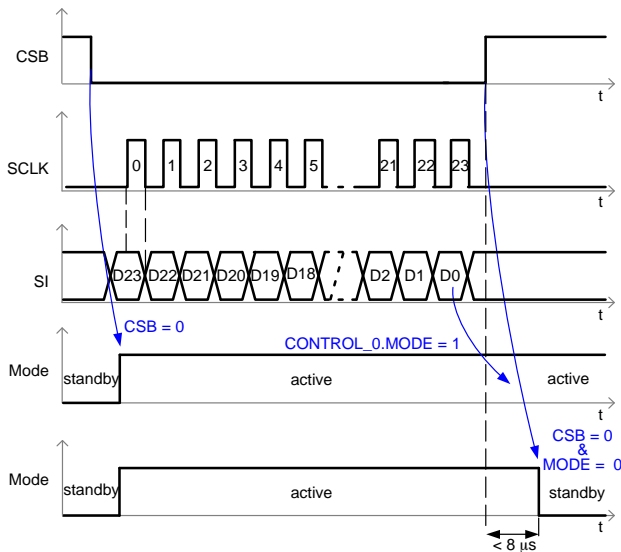 CSB
t
0 1 2 3 4 5 21 22 23
SCLK
t
D23 D22 D21 D20 D19 D18 D2 D1 D0
SI
t
CSB = 0
CONTROL_0.MODE = 1
Mode
standby active active
t
CSB = 0
&
MODE = 0
Mode
standby active standby
t
< 8 µs